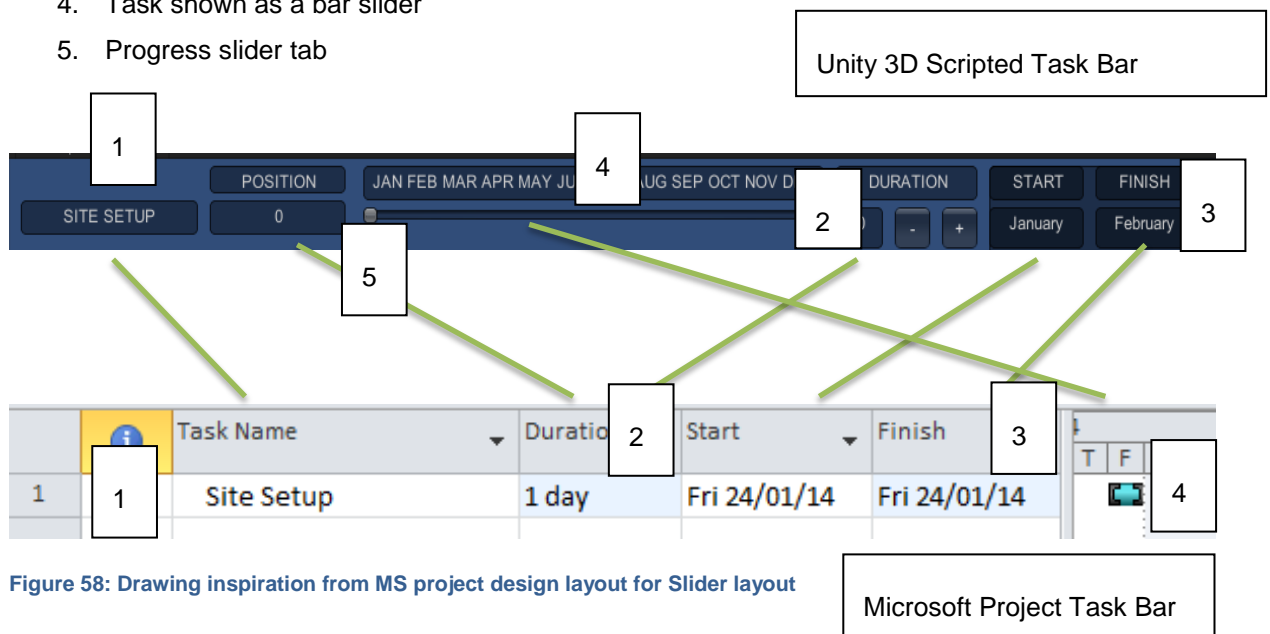 4. Task shown as a bar slider
5. Progress slider tab
Unity 3D Scripted Task Bar
1
4
POSITION
JAN FEB MAR APR MAY AUG SEP OCT NOV
DURATION
START
FINISH
SITE SETUP
0
2
-
+
January
February
3
5
2
3
Task Name
Start
Finish
T F
1
1
Site Setup
1 day
Fri 24/01/14
Fri 24/01/14
4
Figure 58: Drawing inspiration from MS project design layout for Slider layout
Microsoft Project Task Bar